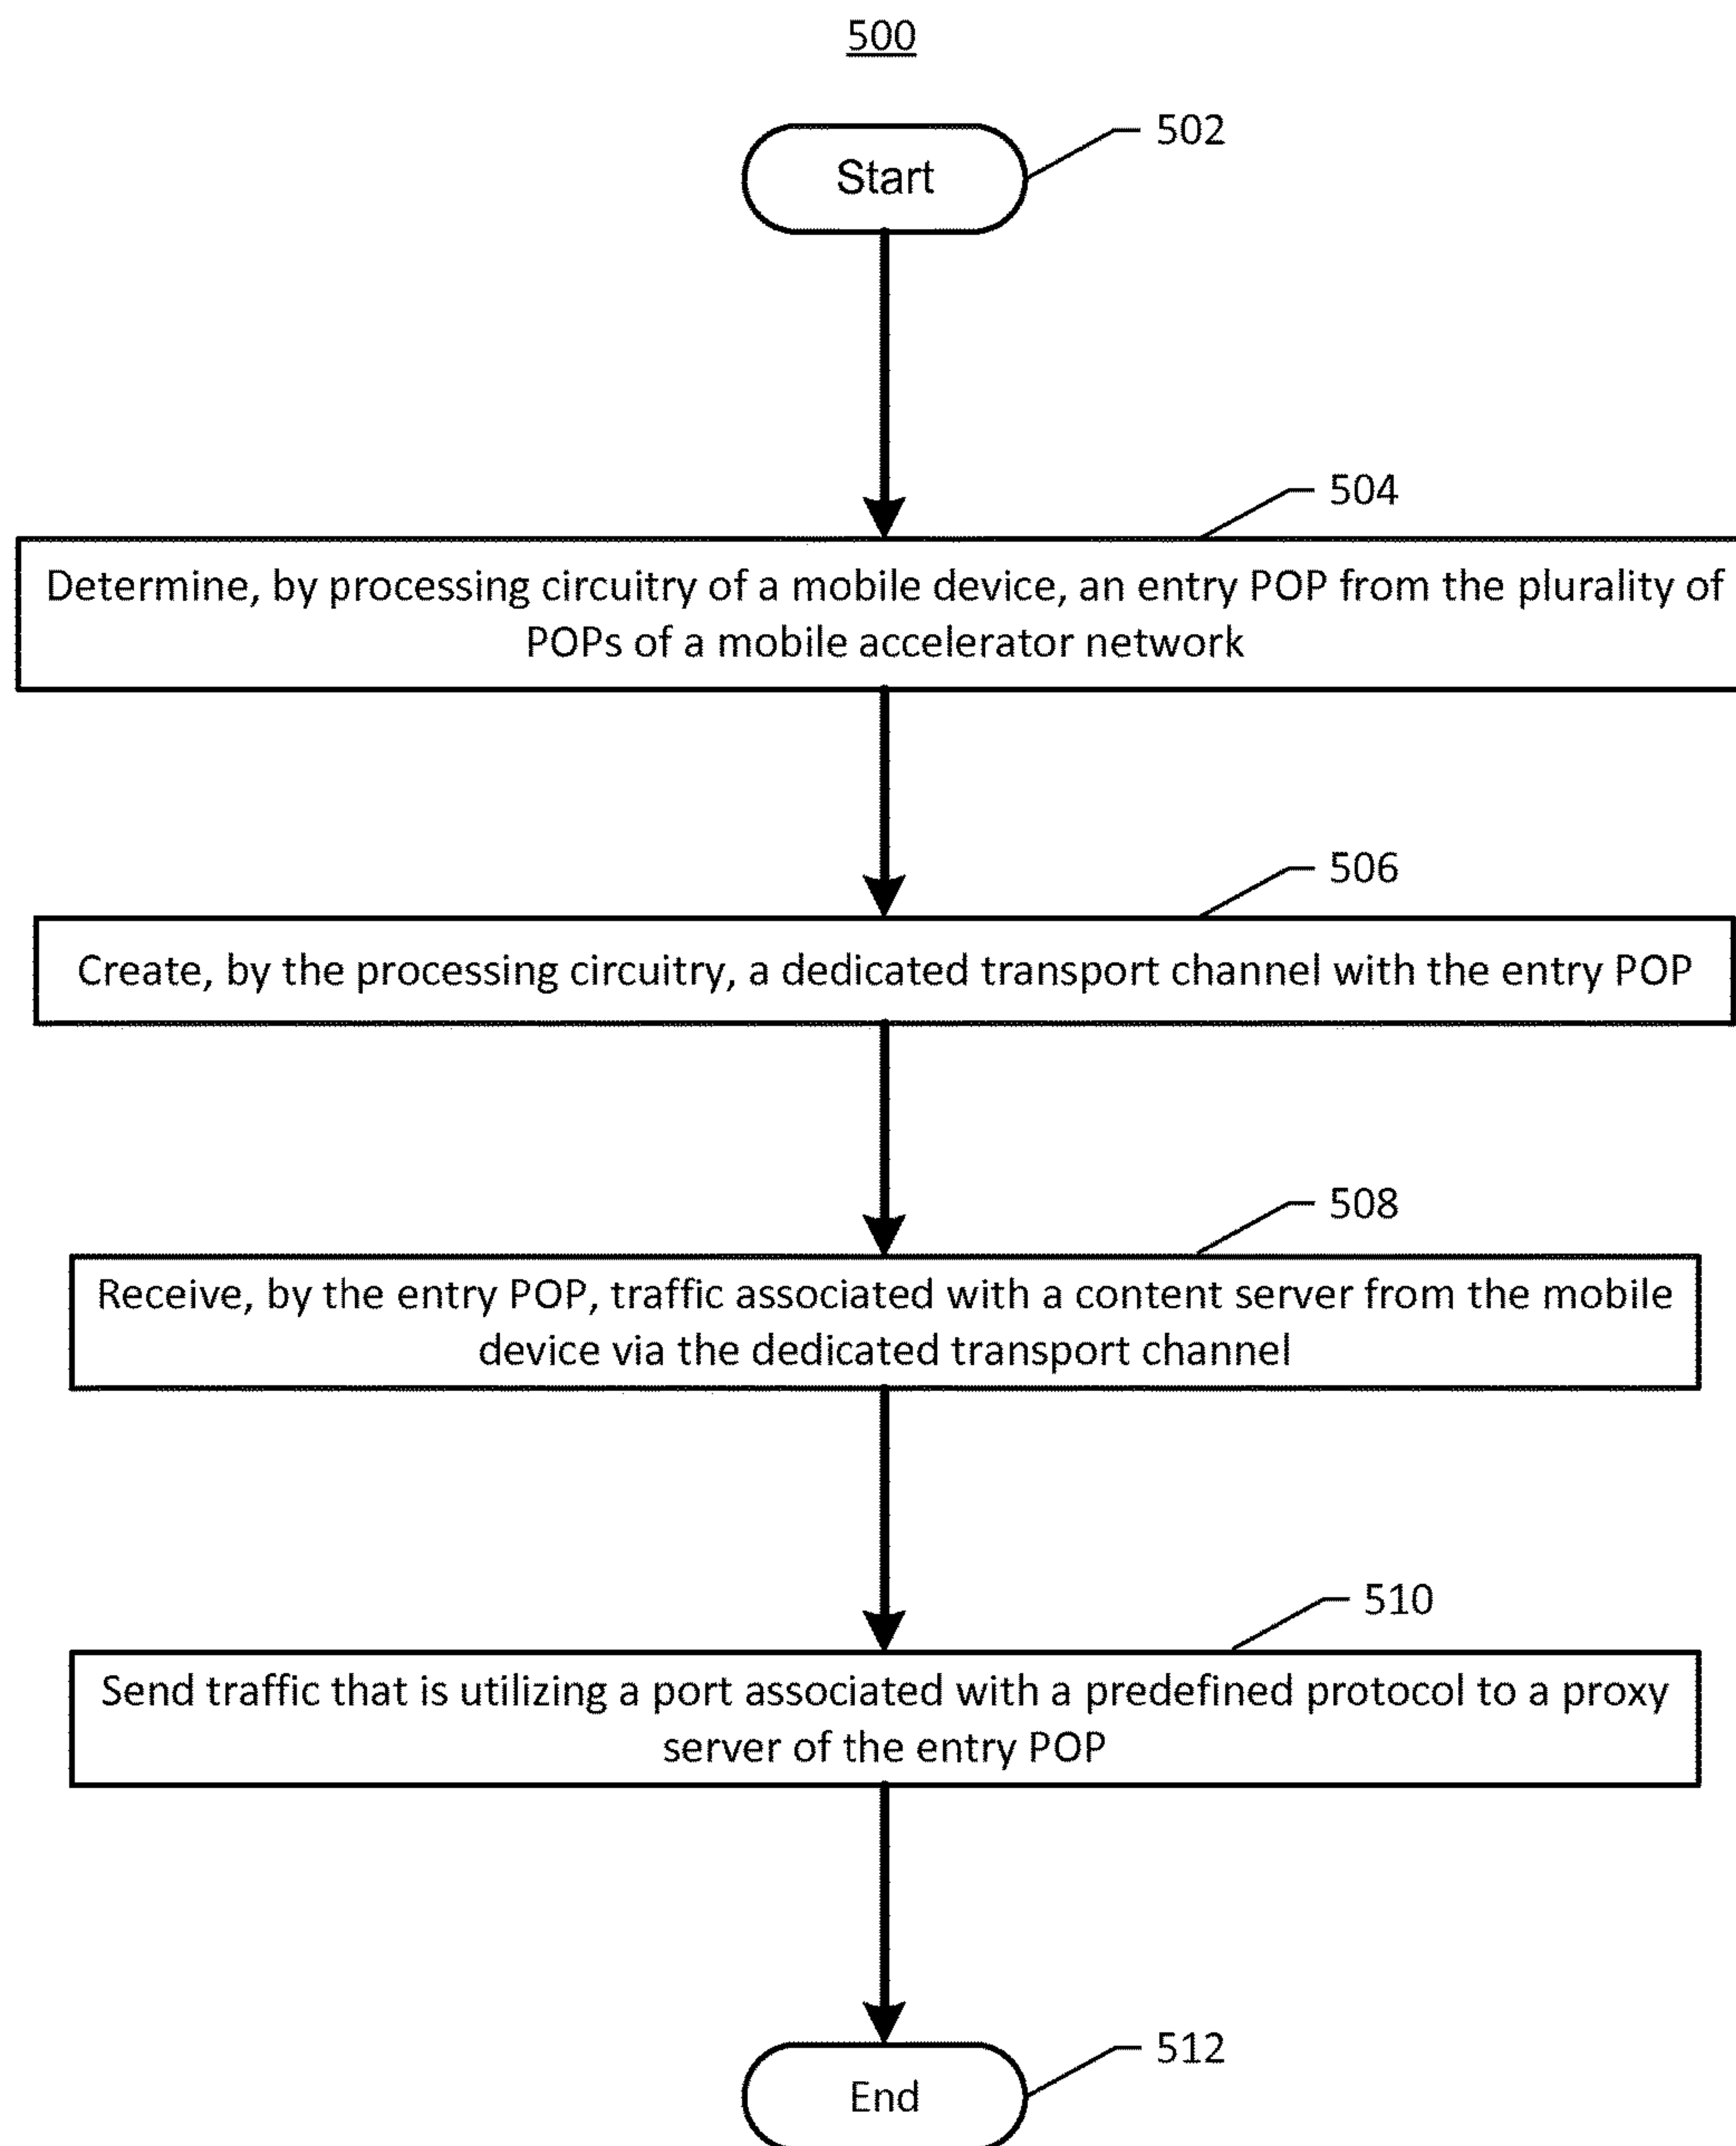 500
502
Start
504
Determine, by processing circuitry of a mobile device, an entry POP from the plurality of
POPs of a mobile accelerator network
506
Create, by the processing circuitry, a dedicated transport channel with the entry POP
508
Receive, by the entry POP, traffic associated with a content server from the mobile
device via the dedicated transport channel
510
Send traffic that is utilizing a port associated with a predefined protocol to a proxy
server of the entry POP
512
End